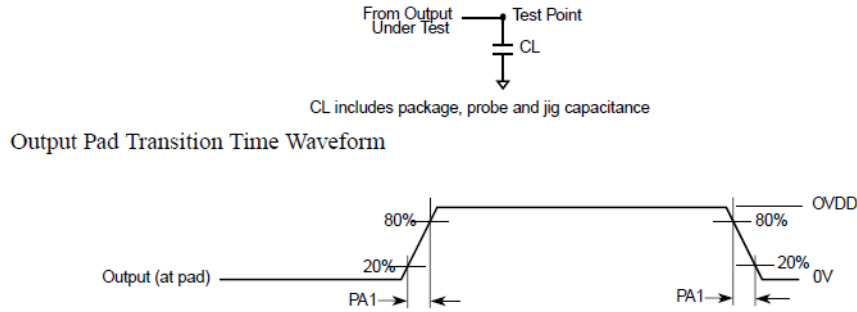 From Output Test Point
Under Test
CL
CL includes package, probe and jig capacitance
Output Pad Transition Time Waveform
OVDD
80% 80%
20% 20%
Output (at pad) 0V
PA1 PA1